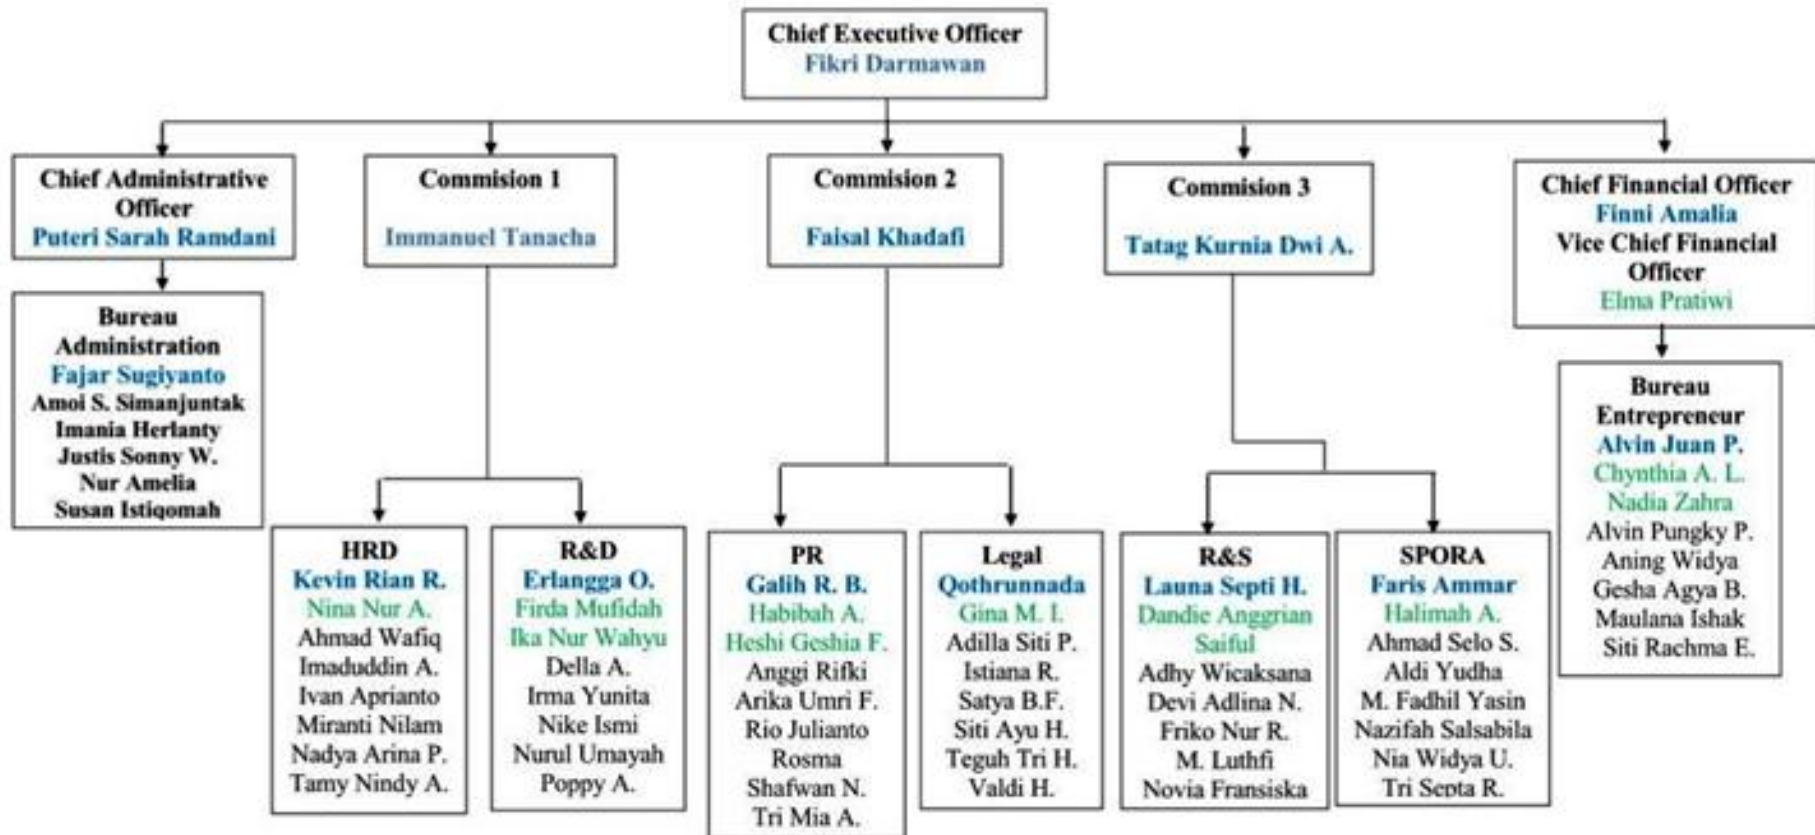 Chief Executive Officer
Fikri Darmawan
Chief Administrative
Officer
Puteri Sarah Ramdani
Commision 1
Immanuel Tanacha
Commision 2
Faisal Khadafi
Commision 3
Tatag Kurnia Dwi A.
Chief Financial Officer
Finni Amalia
Vice Chief Financial
Officer
Elma Pratiwi
Bureau
Administration
Fajar Sugiyanto
Amoi S. Simanjuntak
Imania Herlanty
Justis Sonny W.
Nur Amelia
Susan Istiqomah
HRD
Kevin Rian R.
Nina Nur A.
Ahmad Wafiq
Imaduddin A.
Ivan Aprianto
Miranti Nilam
Nadya Arina P.
Tamy Nindy A.
R&D
Erlangga O.
Firda Mufidah
Ika Nur Wahyu
Della A.
Irma Yunita
Nike Ismi
Nurul Umayah
Poppy A.
PR
Galih R. B.
Habibah A.
Heshi Geshia F.
Anggi Rifki
Arika Umri F.
Rio Julianto
Rosma
Shafwan N.
Tri Mia A.
Legal
Qothrunnada
Gina M. I.
Adilla Siti P.
Istiana R.
Satya B.F.
Siti Ayu H.
Teguh Tri H.
Valdi H.
R&S
Launa Septi H.
Dandie Anggrian
Saiful
Adhy Wicaksana
Devi Adlina N.
Friko Nur R.
M. Luthfi
Novia Fransiska
SPORA
Faris Ammar
Halimah A.
Ahmad Selo S.
Aldi Yudha
M. Fadhil Yasin
Nazifah Salsabila
Nia Widya U.
Tri Septa R.
Bureau
Entrepreneur
Alvin Juan P.
Chynthia A. L.
Nadia Zahra
Alvin Pungky P.
Aning Widya
Gesha Agya B.
Maulana Ishak
Siti Rachma E.